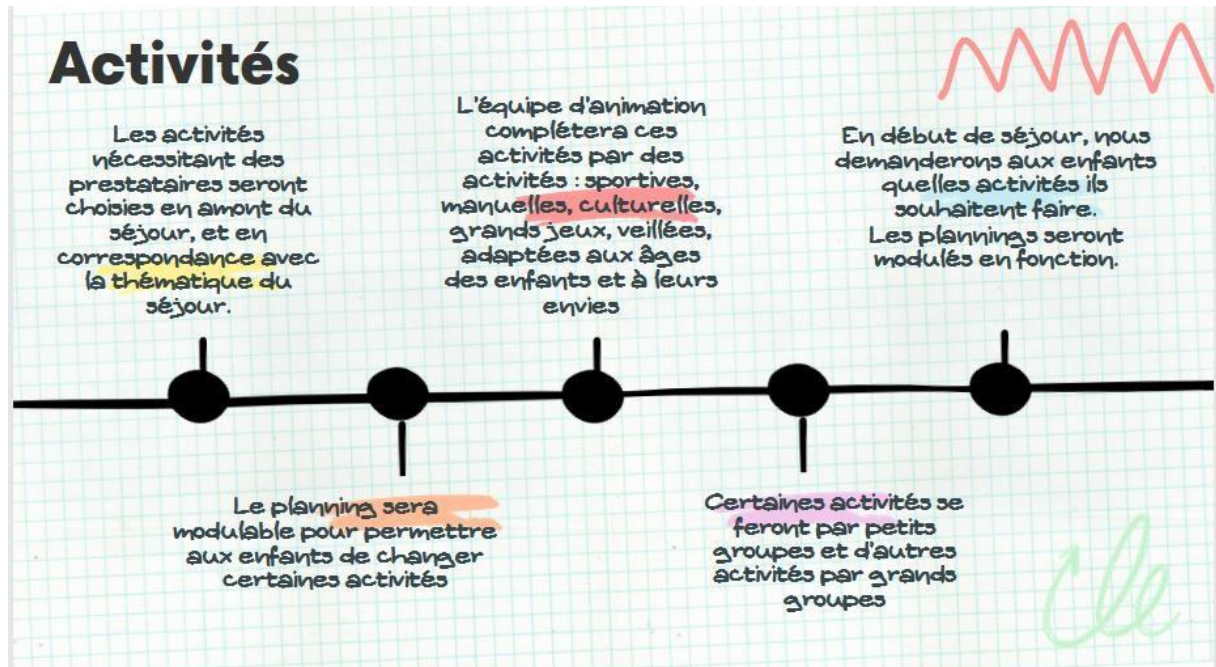 Activités
Les activités
nécessitant des
prestataires seront
choisies en amont du
séjour, et en
correspondance avec
la thématique du
séjour.
Le planning sera
modulable pour permettre
aux enfants de changer
certaines activités
L'équipe d'animation
complétera ces
activités par des
activités : sportives,
manuelles, culturelles,
grands jeux, veillées,
adaptées aux âges
des enfants et à leurs
envies
Certaines activités se
feront par petits
groupes et d'autres
activités par grands
groupes
En début de séjour, nous
demanderons aux enfants
quelles activités ils
souhaitent faire.
Les plannings seront
modulés en fonction.